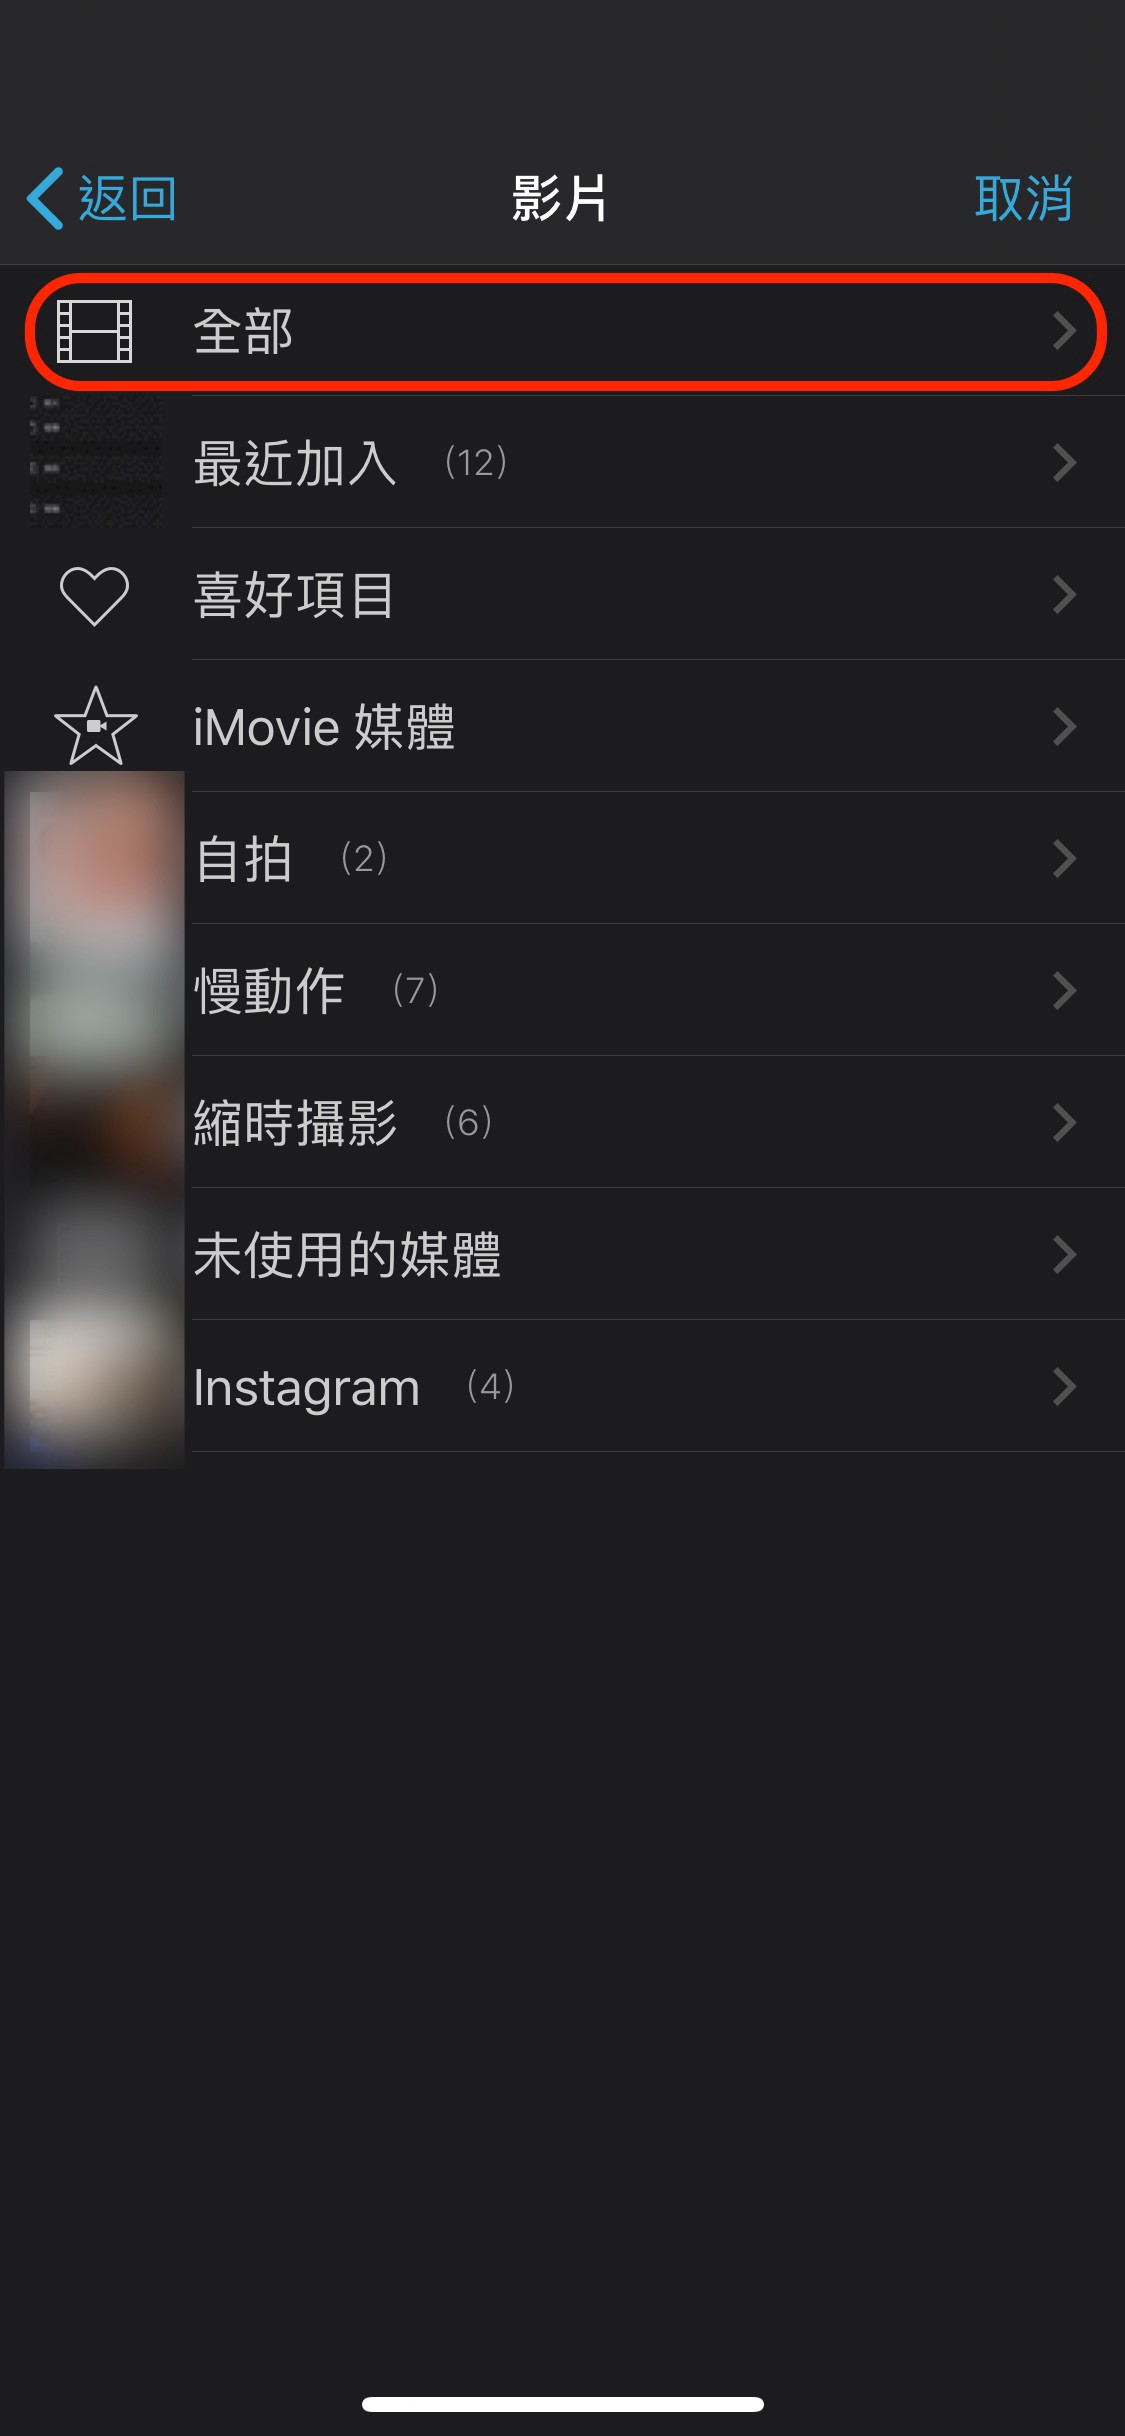 返回
影片
取消
全部
最近加入 (12)
喜好項目
iMovie 媒體
自拍 (2)
慢動作 (7)
縮時攝影 (6)
未使用的媒體
Instagram (4)